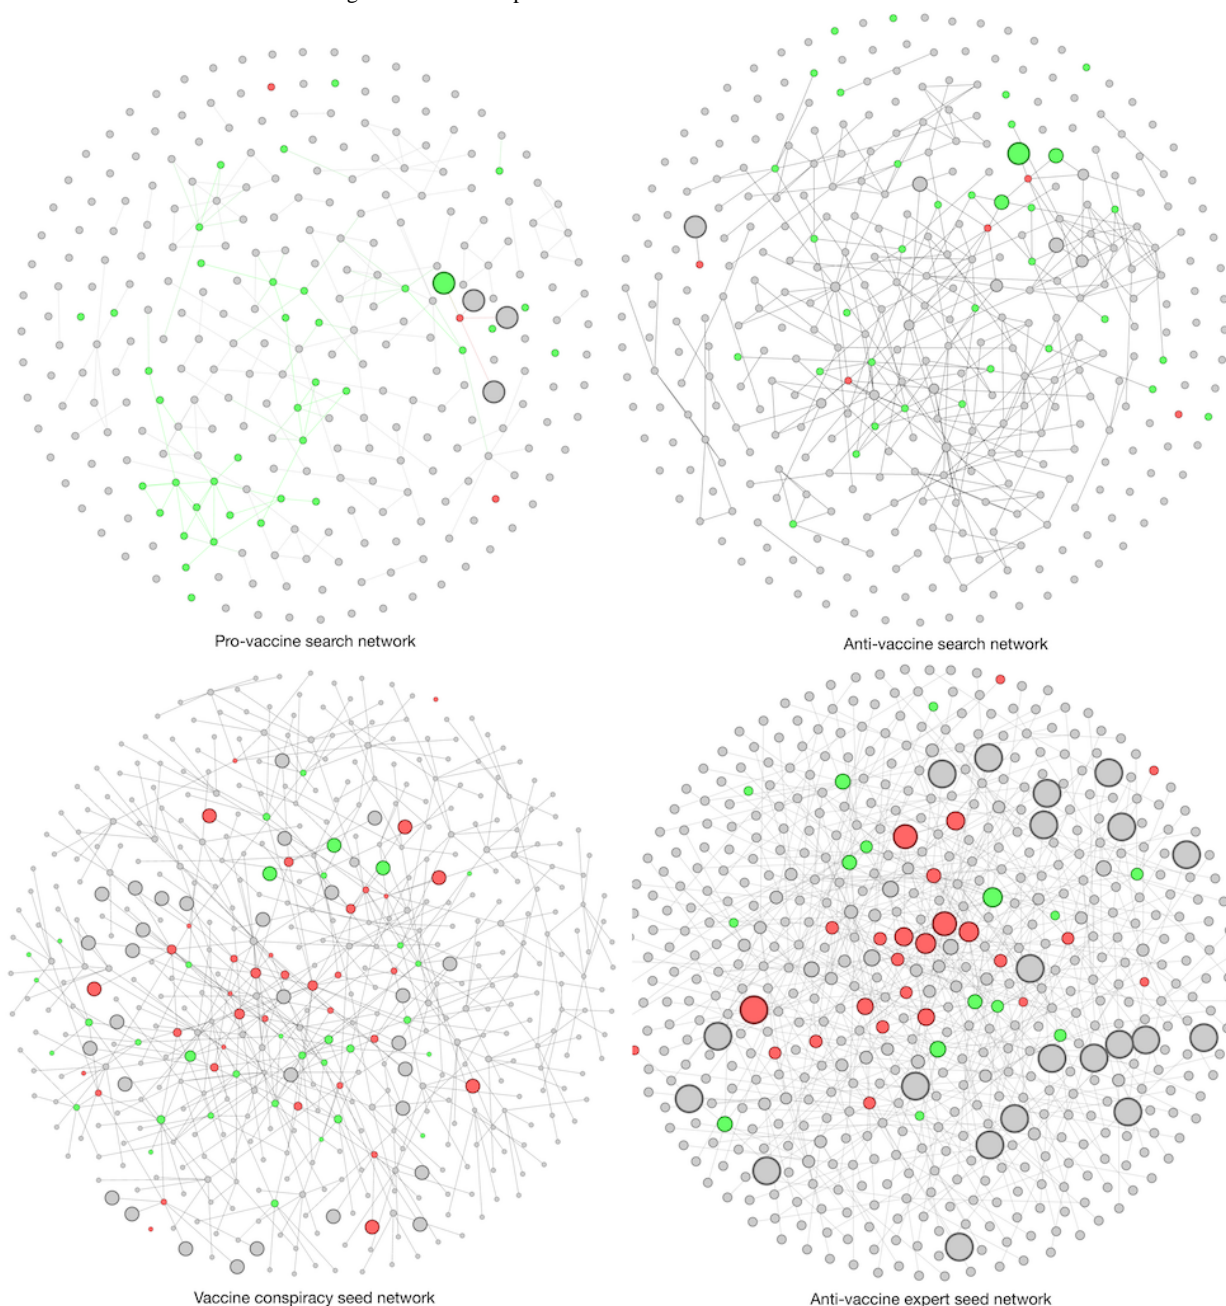 Pro-vaccine search network
Anti-vaccine search network
Vaccine conspiracy seed network
Anti-vaccine expert seed network